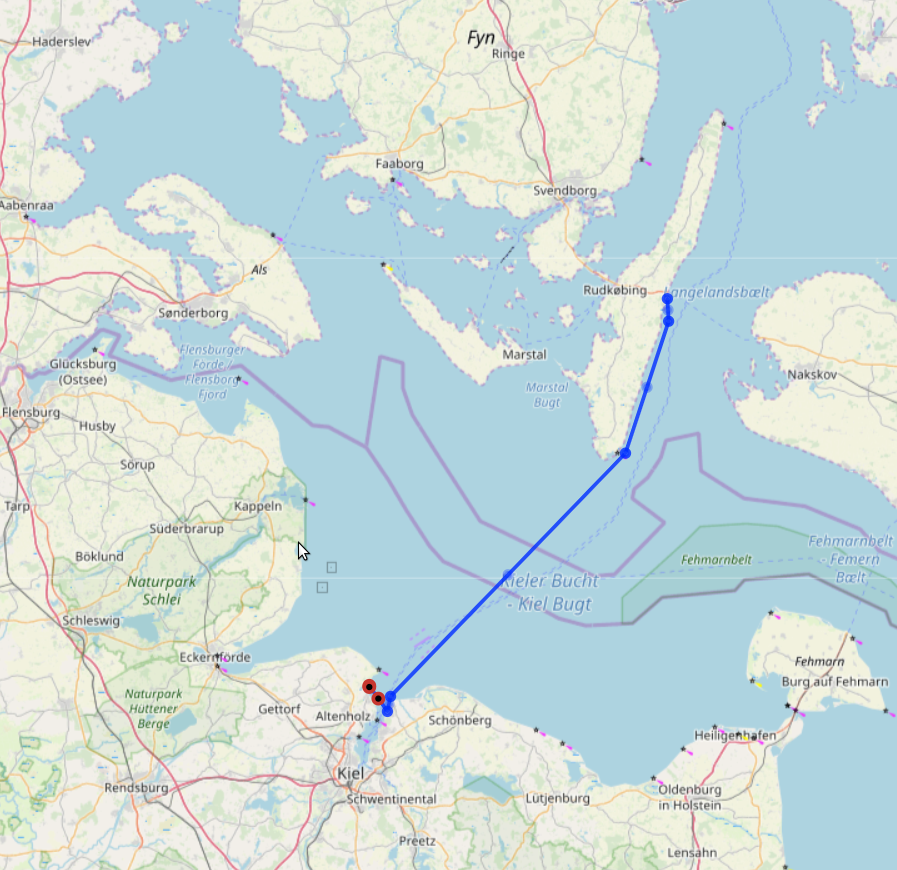 Haderslev
Fyn
Ringe
Faaborg
Svendborg
Aabenraa
Als
Rudkøbing
Langelandsbælt
Sønderborg
Flensburger
Förde /
Flensborg
Fjord
Marstal
Glücksburg
(Ostsee)
Marstal
Bugt
Nakskov
Flensburg
Husby
Sörup
Tarp
Kappeln
Süderbrarup
Böklund
Fehmarnbelt
Fehmarnbelt
- Femern
Bælt
Naturpark
Schlei
Kieler Bucht
- Kiel Bugt
Schleswig
Eckernförde
Fehmarn
Burg auf Fehmarn
Naturpark
Hüttener
Berge
Gettorf
Altenholz
Schönberg
Heiligenhafen
Kiel
Rendsburg
Schwentinental
Lütjenburg
Oldenburg
in Holstein
Preetz
Lensahn